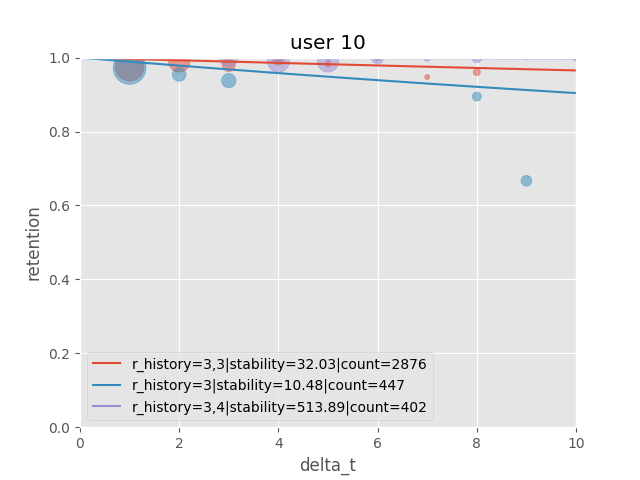 user 10
1.0
0.8
0.6
0.4
0.2
0.0
retention
r_history=3,3|stability=32.03|count=2876
r_history=3|stability=10.48|count=447
r_history=3,4|stability=513.89|count=402
0 2 4 6 8 10
delta_t